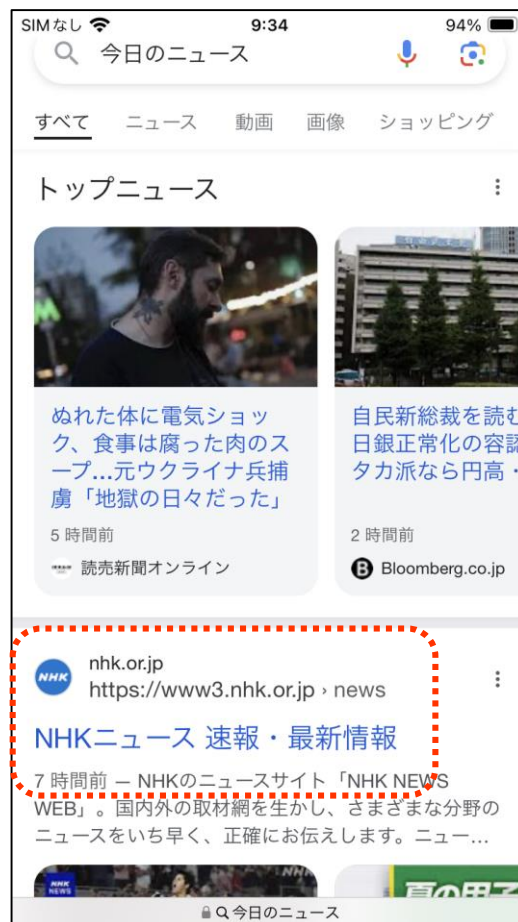 SIMなし 9:34 94%
今日のニュース
すべて ニュース 動画 画像 ショッピング
トップニュース
ぬれた体に電気ショッ
ク、食事は腐った肉のス
ープ...元ウクライナ兵捕
虜「地獄の日々だった」
5 時間前
読売新聞オンライン
自民新総裁を読む
日銀正常化の容認
タカ派なら円高・
2 時間前
B Bloomberg.co.jp
NHK nhk.or.jp
https://www3.nhk.or.jp › news
NHKニュース 速報・最新情報
7 時間前 — NHKのニュースサイト「NHK NEWS
WEB」。国内外の取材網を生かし、さまざまな分野の
ニュースをいち早く、正確にお伝えします。ニュー...
NHK
NEWS
夏の甲子
今日のニュース